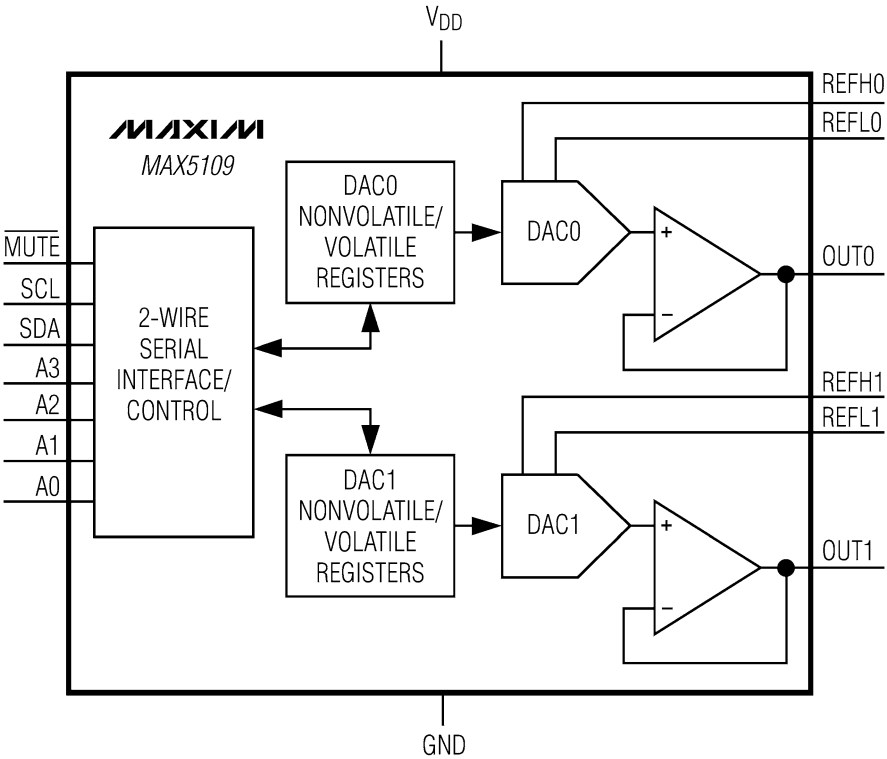 VDD
MAXIM
MAX5109
MUTE
SCL
SDA
A3
A2
A1
A0
2-WIRE
SERIAL
INTERFACE/
CONTROL
DAC0
NONVOLATILE/
VOLATILE
REGISTERS
DAC0
+
−
REFH0
REFL0
OUT0
DAC1
NONVOLATILE/
VOLATILE
REGISTERS
DAC1
+
−
REFH1
REFL1
OUT1
GND